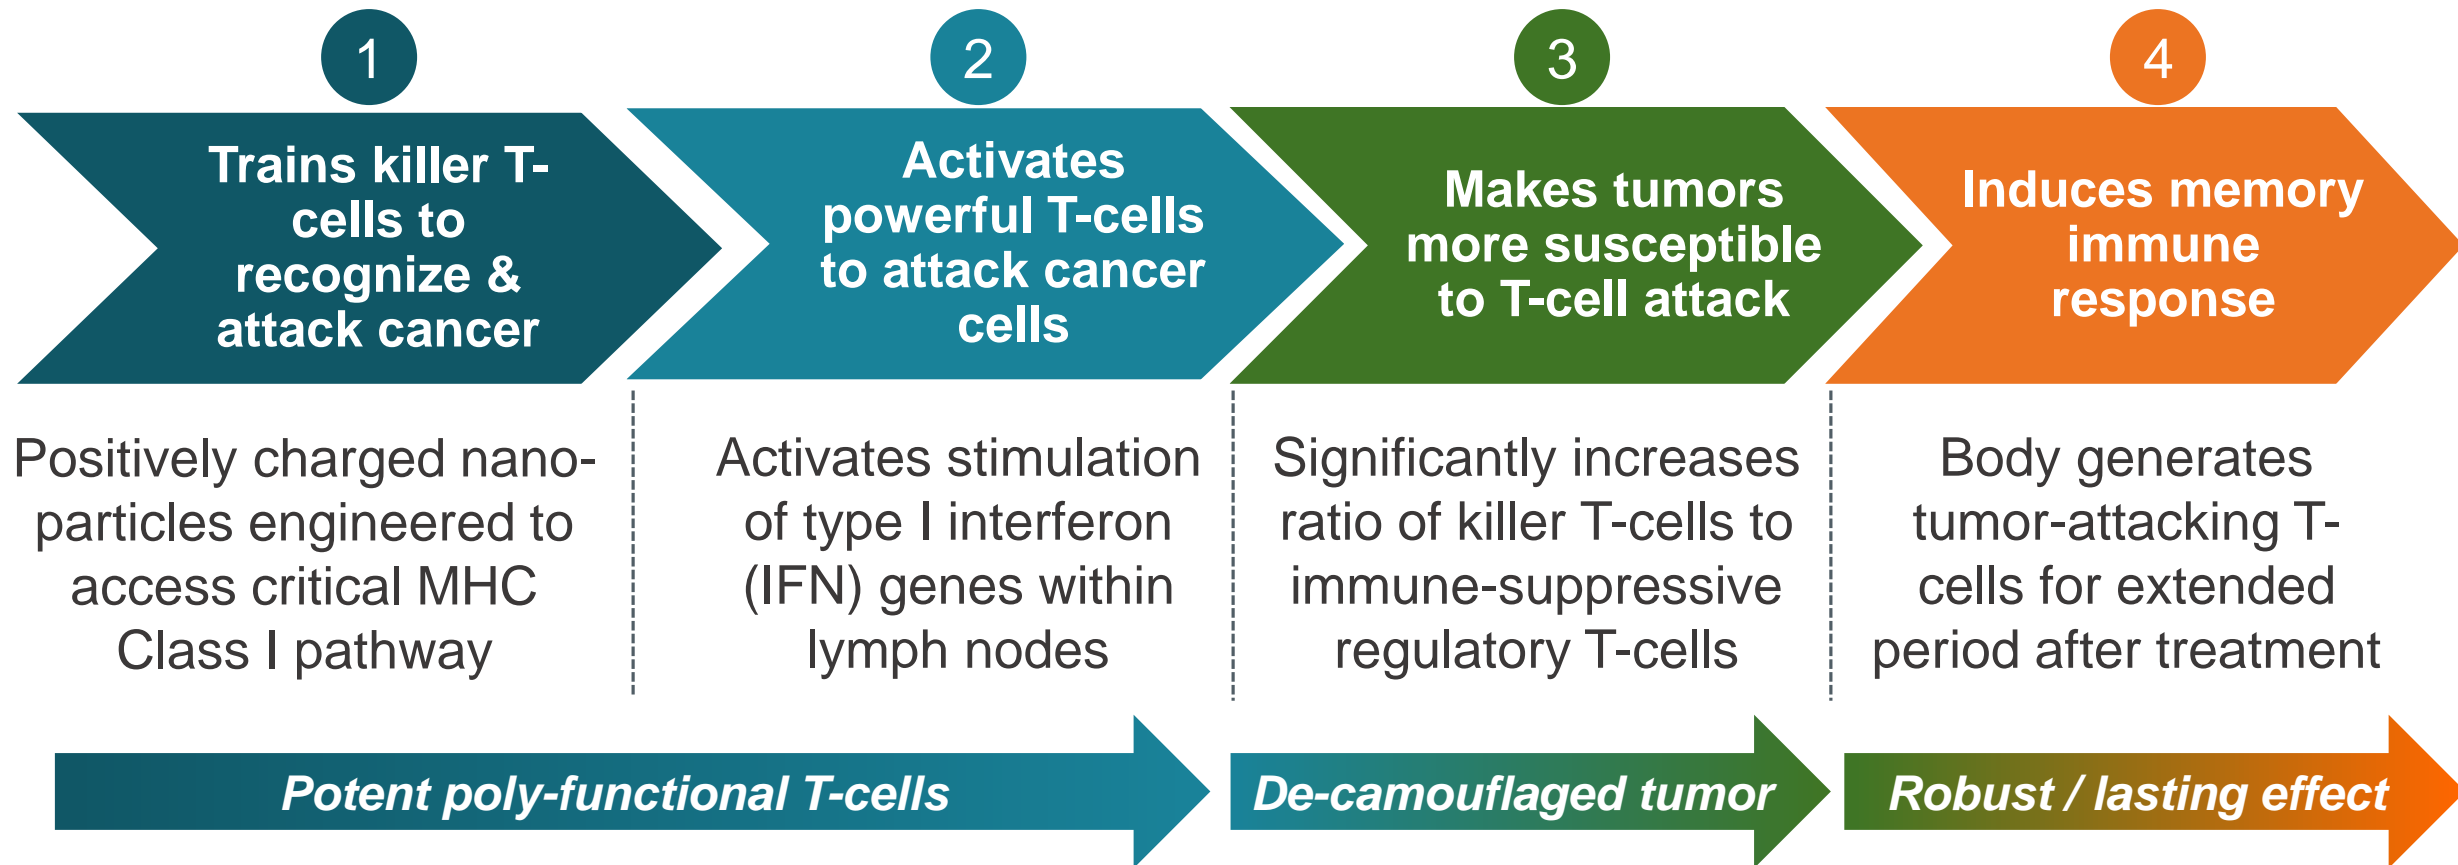 1
Trains killer T-
cells to
recognize &
attack cancer
Positively charged nano-
particles engineered to
access critical MHC
Class I pathway
2
Activates
powerful T-cells
to attack cancer
cells
Activates stimulation
of type I interferon
(IFN) genes within
lymph nodes
3
Makes tumors
more susceptible
to T-cell attack
Significantly increases
ratio of killer T-cells to
immune-suppressive
regulatory T-cells
4
Induces memory
immune
response
Body generates
tumor-attacking T-
cells for extended
period after treatment
Potent poly-functional T-cells
De-camouflaged tumor
Robust / lasting effect